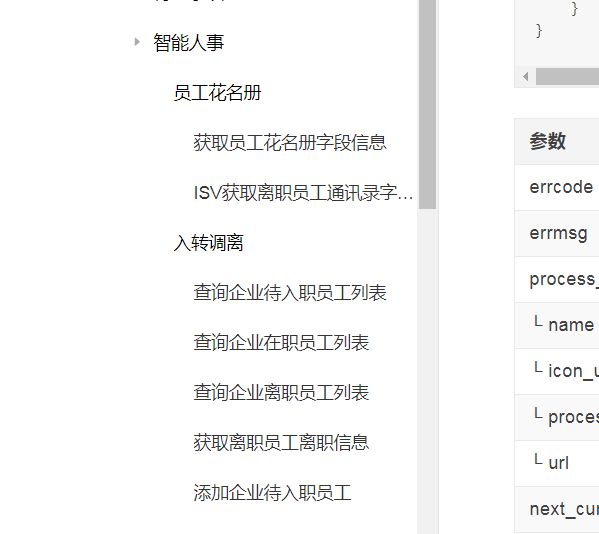 智能人事
员工花名册
获取员工花名册字段信息
ISV获取离职员工通讯录字...
入转调离
查询企业待入职员工列表
查询企业在职员工列表
查询企业离职员工列表
获取离职员工离职信息
添加企业待入职员工
}
}
参数
errcode
errmsg
process_
└ name
└ icon_u
└ proces
└ url
next_cur